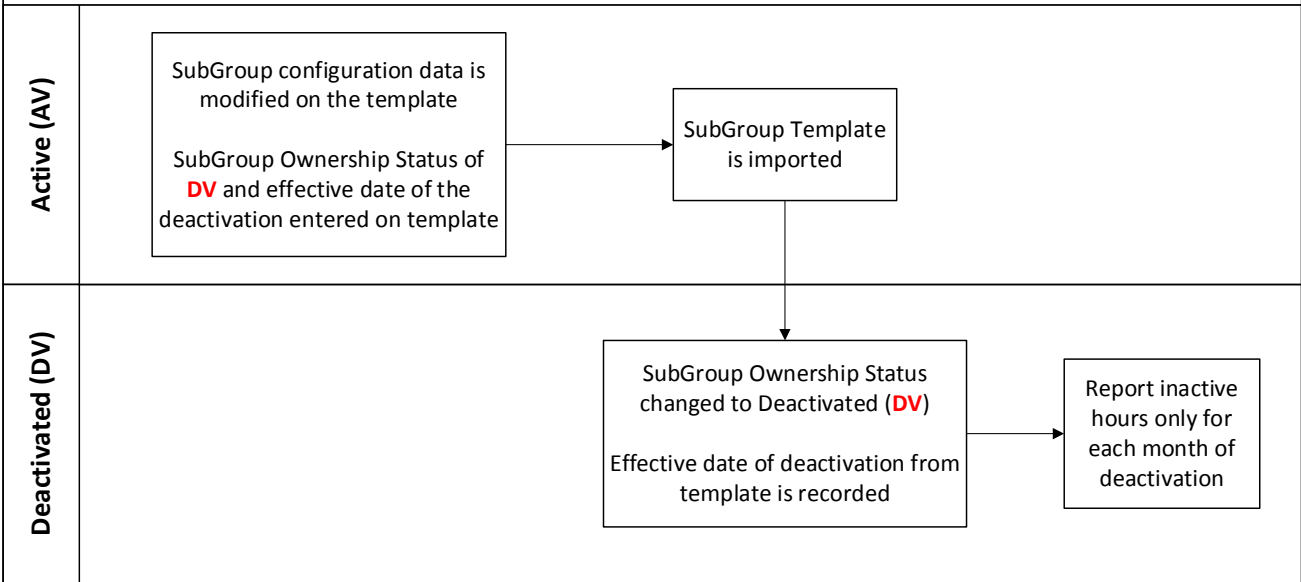 Active (AV)
SubGroup configuration data is
modified on the template
SubGroup Ownership Status of
DV and effective date of the
deactivation entered on template
SubGroup Template
is imported
Deactivated (DV)
SubGroup Ownership Status
changed to Deactivated (DV)
Effective date of deactivation from
template is recorded
Report inactive
hours only for
each month of
deactivation